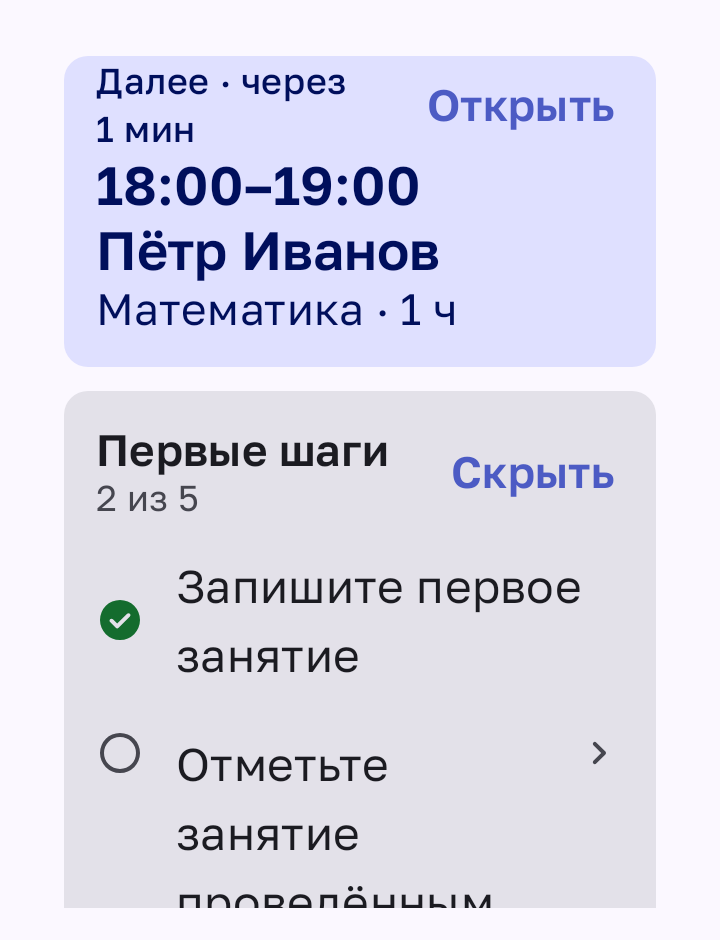 Далее · через
1 мин
Открыть
18:00–19:00
Пётр Иванов
Математика · 1 ч
Первые шаги
2 из 5
Скрыть
Запишите первое
занятие
Отметьте
занятие
проведённым